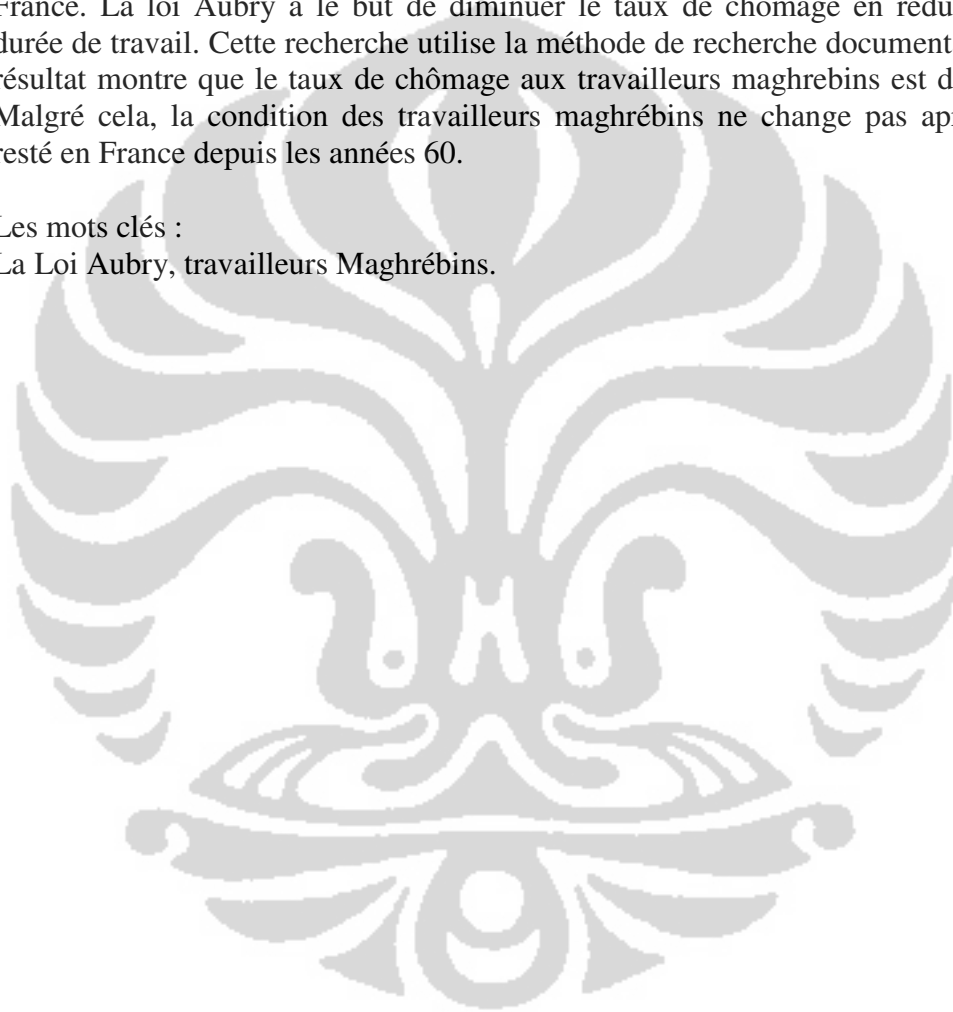 France. La loi Aubry a le but de diminuer le taux de chômage en
durée de travail. Cette recherche utilise la méthode de recherche
résultat montre que le taux de chômage aux travailleurs maghrebins est
Malgré cela, la condition des travailleurs maghrébins ne change pas
resté en France depuis les années 60.
Les mots clés :
La Loi Aubry, travailleurs Maghrébins.